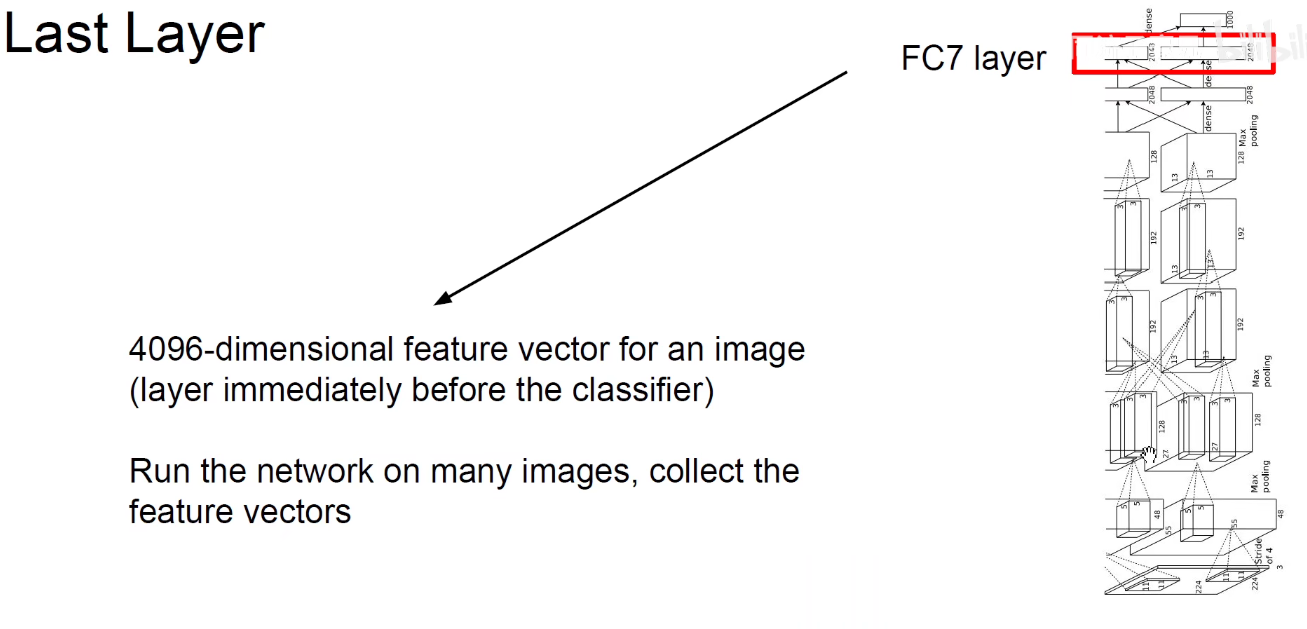 Last Layer
FC7 layer
4096-dimensional feature vector for an image
(layer immediately before the classifier)
Run the network on many images, collect the
feature vectors
dense
1000
2048
dense
2048
2048
dense
Max
pooling
128
128
13
13
3
3
192
192
13
13
3
3
192
192
13
13
3
3
3
3
3
3
Max
pooling
128
128
27
27
Max
pooling
5
5
5
48
48
55
55
Stride
of 4
11
11
11
11
224
224
3